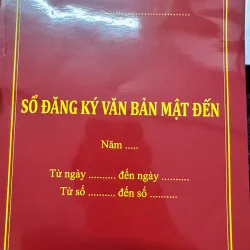 ..............................
SỔ ĐĂNG KÝ VĂN BẢN MẬT ĐẾN
Năm .....
Từ ngày .......... đến ngày ..........
Từ số .......... đến số ..........